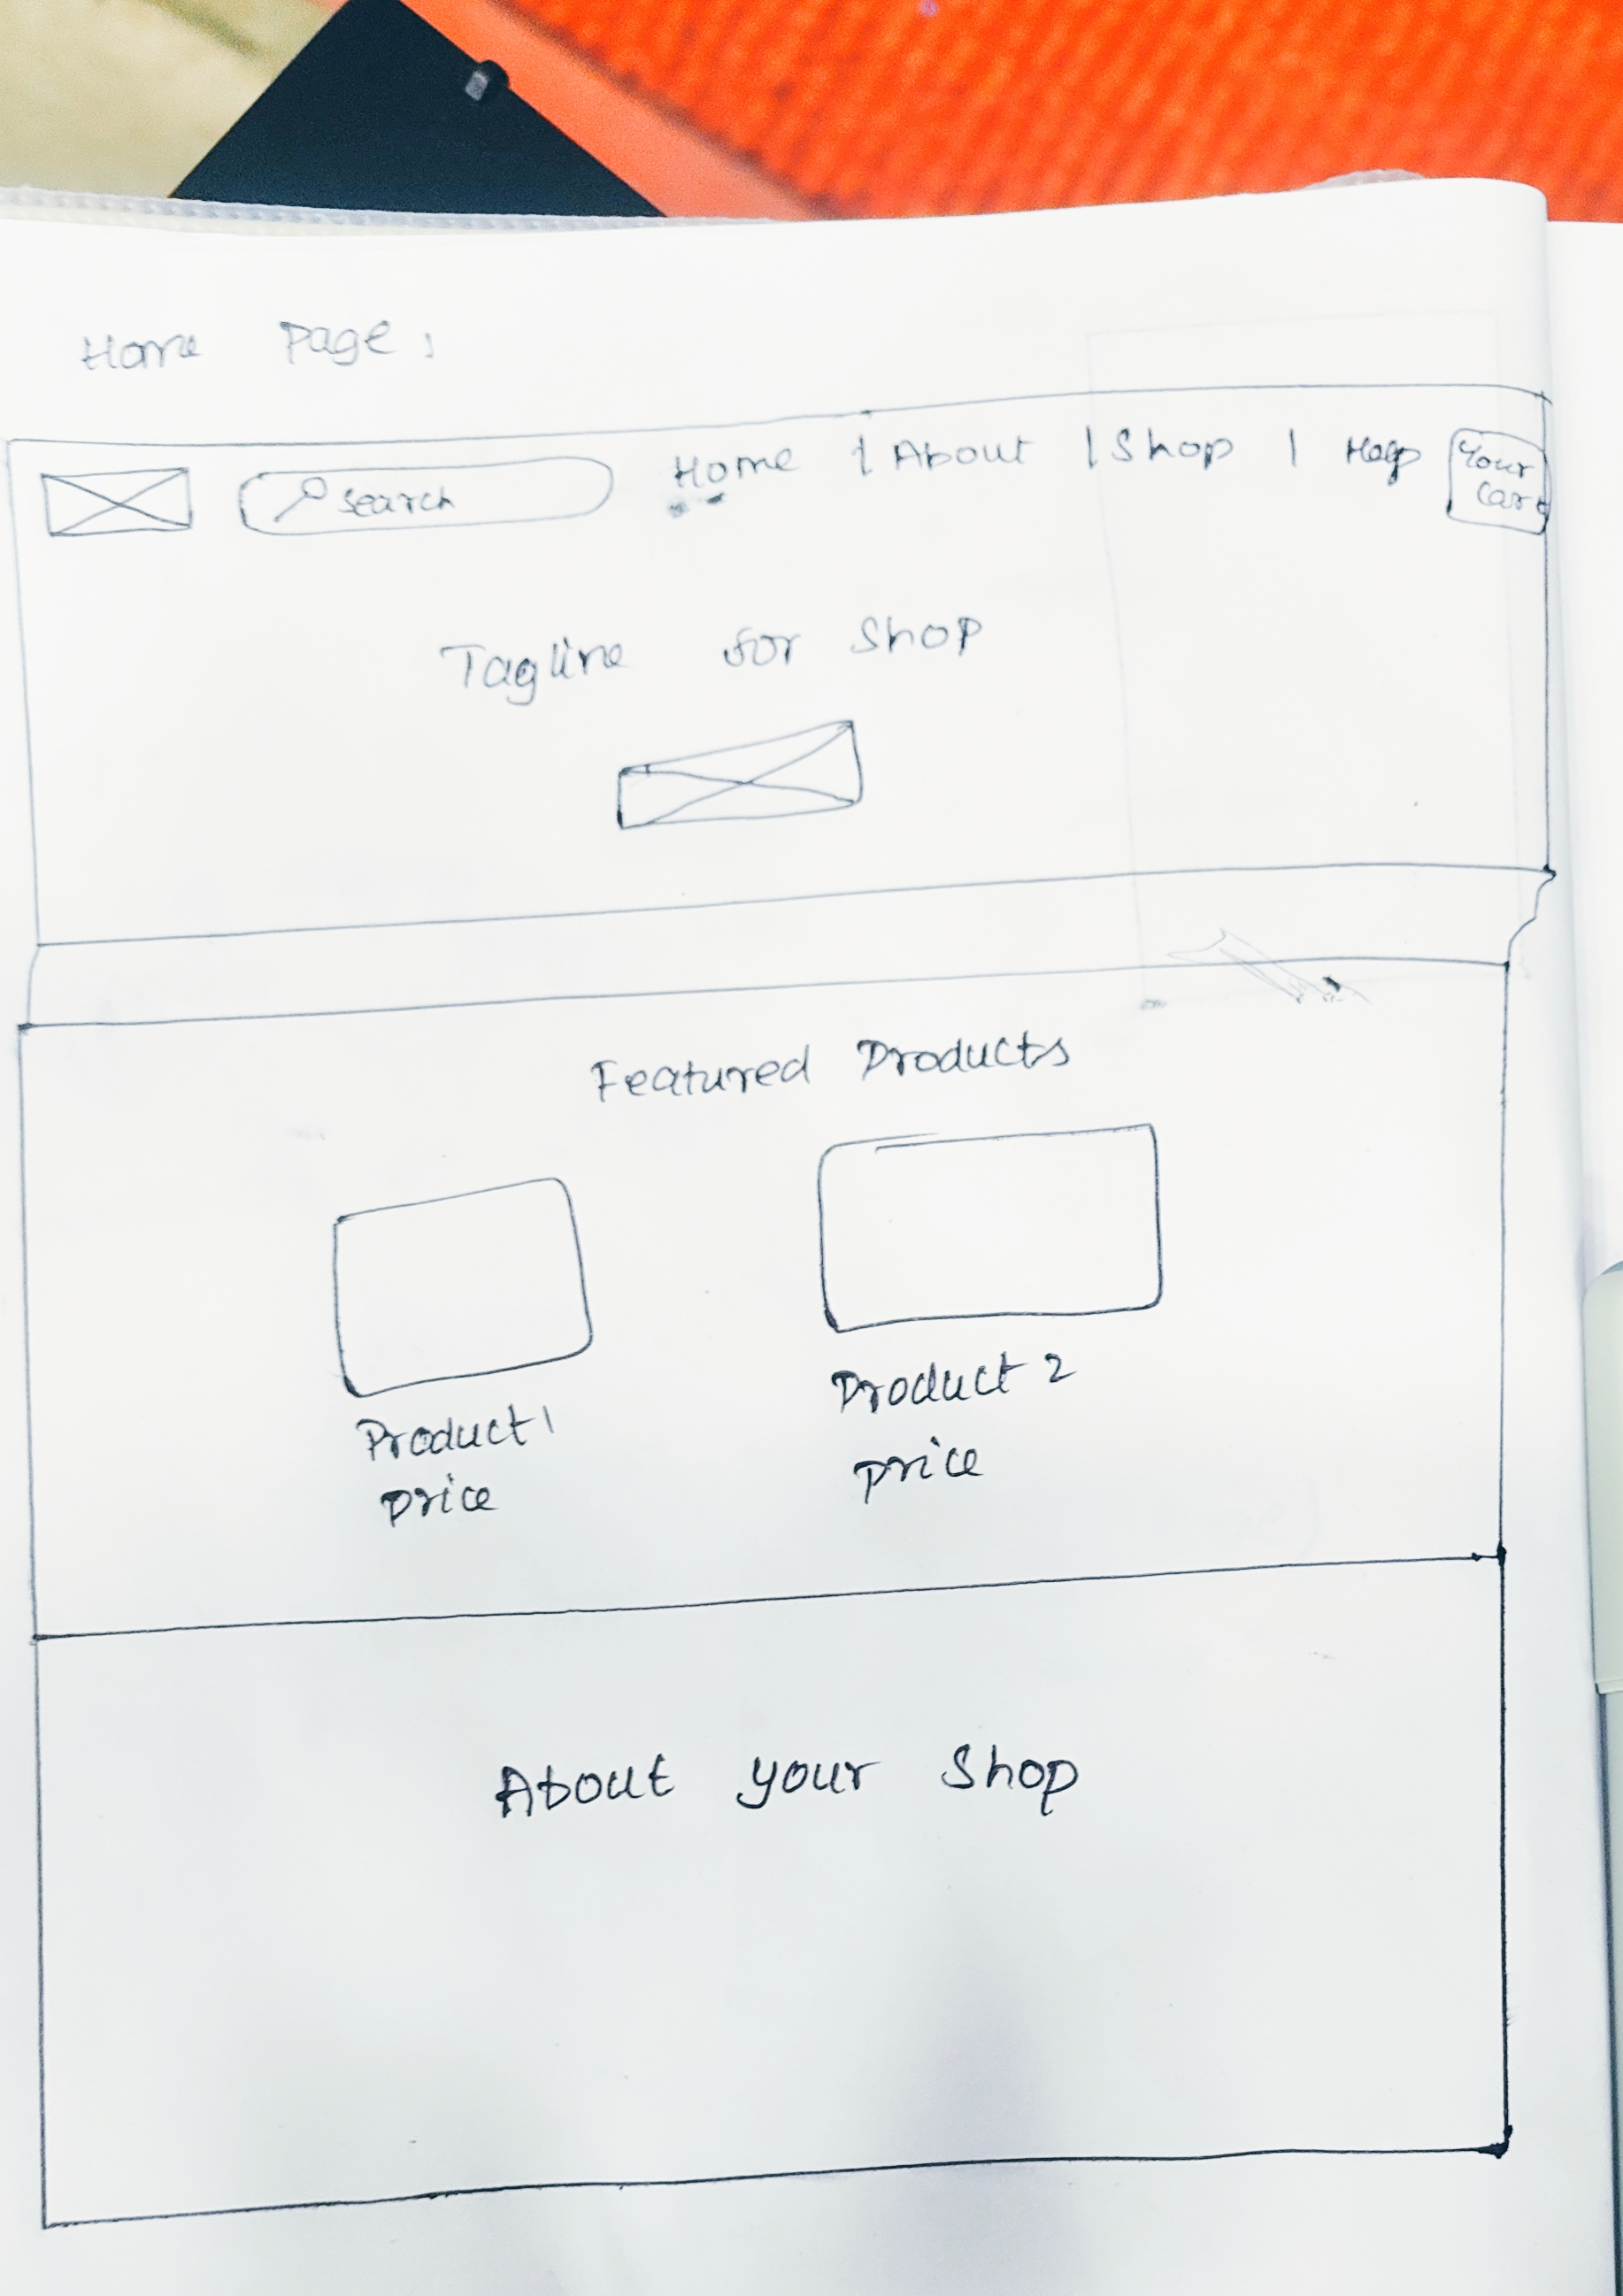 Home Page:
search Home | About | Shop | Help Your
Cart
Tagline for Shop
Featured Products
Product 1
price
Product 2
price
About your Shop